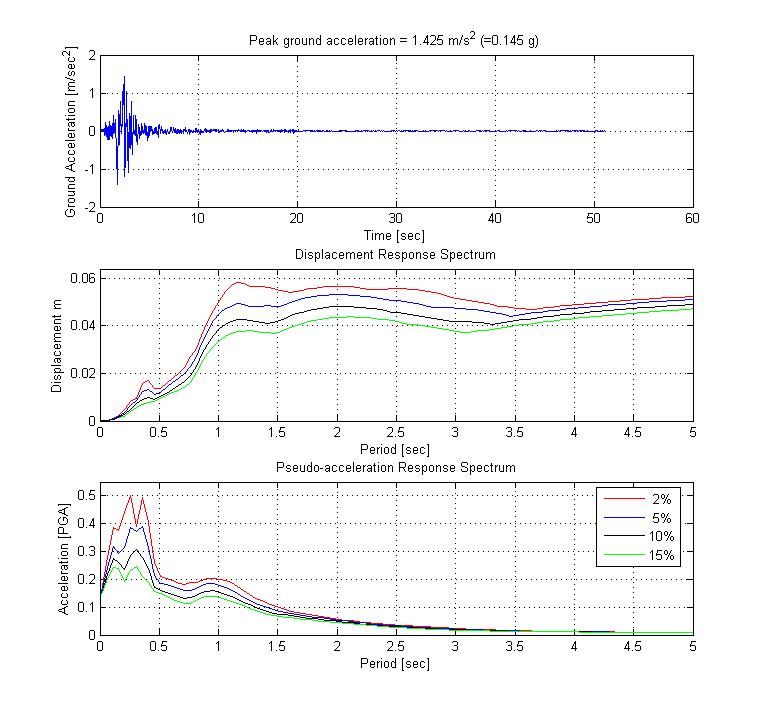 Peak ground acceleration = 1.425 m/s² (=0.145 g)
Ground Acceleration [m/sec²]
2
1
0
-1
-2
0 10 20 30 40 50 60
Time [sec]
Displacement Response Spectrum
Displacement m
0.06
0.04
0.02
0
0 0.5 1 1.5 2 2.5 3 3.5 4 4.5 5
Period [sec]
Pseudo-acceleration Response Spectrum
Acceleration [PGA]
0.5
0.4
0.3
0.2
0.1
0
2%
5%
10%
15%
0 0.5 1 1.5 2 2.5 3 3.5 4 4.5 5
Period [sec]